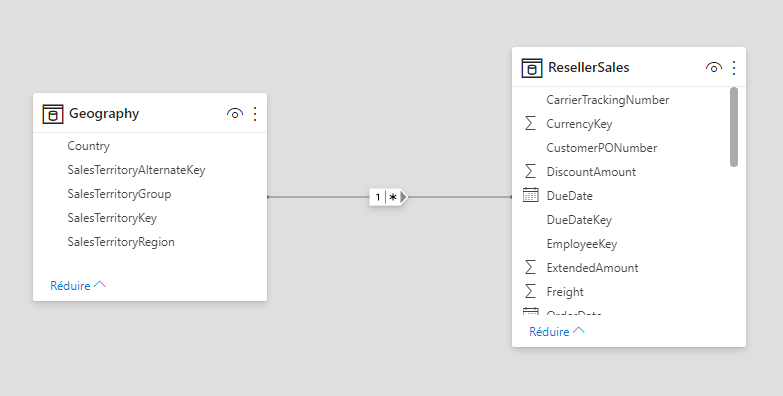 Geography
Country
SalesTerritoryAlternateKey
SalesTerritoryGroup
SalesTerritoryKey
SalesTerritoryRegion
Réduire
1 *
ResellerSales
CarrierTrackingNumber
CurrencyKey
CustomerPONumber
DiscountAmount
DueDate
DueDateKey
EmployeeKey
ExtendedAmount
Freight
OrderDate
Réduire